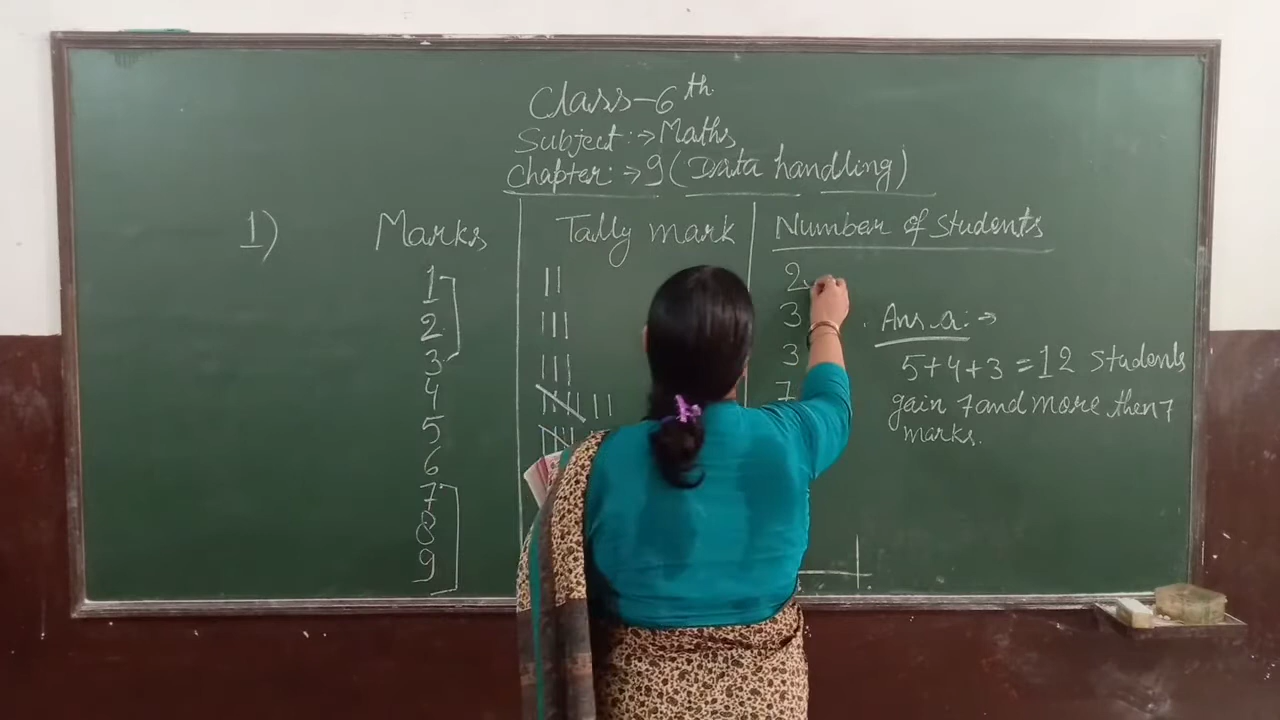 Class-6th
Subject:→Maths
Chapter:→9(Data handling)
1) Marks Tally mark Number of students
1 || 2
2 ||| 3
3 ||| 3
4 |||| || 7
5
6
7
8
9
Ans a:→
5+4+3=12 students
gain 7 and more then 7
marks.